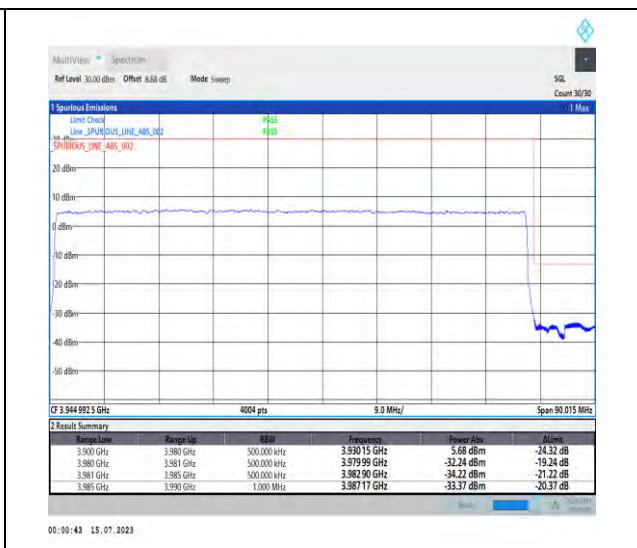 MultiView Spectrum
Ref Level 30.00 dBm Offset 8.68 dB Mode Sweep SGL
Count 30/30
1 Spurious Emissions 1 Max
Limit Check PASS
Line _SPURIOUS_LINE_ABS_002 PASS
30 dBm
_SPURIOUS_LINE_ABS_002
20 dBm
10 dBm
0 dBm
-10 dBm
-20 dBm
-30 dBm
-40 dBm
-50 dBm
CF 3.944 992 5 GHz 4004 pts 9.0 MHz/ Span 90.015 MHz
2 Result Summary
Range Low Range Up RBW Frequency Power Abs ΔLimit
3.900 GHz 3.980 GHz 500.000 kHz 3.93015 GHz 5.68 dBm -24.32 dB
3.980 GHz 3.981 GHz 500.000 kHz 3.97999 GHz -32.24 dBm -19.24 dB
3.981 GHz 3.985 GHz 500.000 kHz 3.98290 GHz -34.22 dBm -21.22 dB
3.985 GHz 3.990 GHz 1.000 MHz 3.98717 GHz -33.37 dBm -20.37 dB
00:00:43 15.07.2023